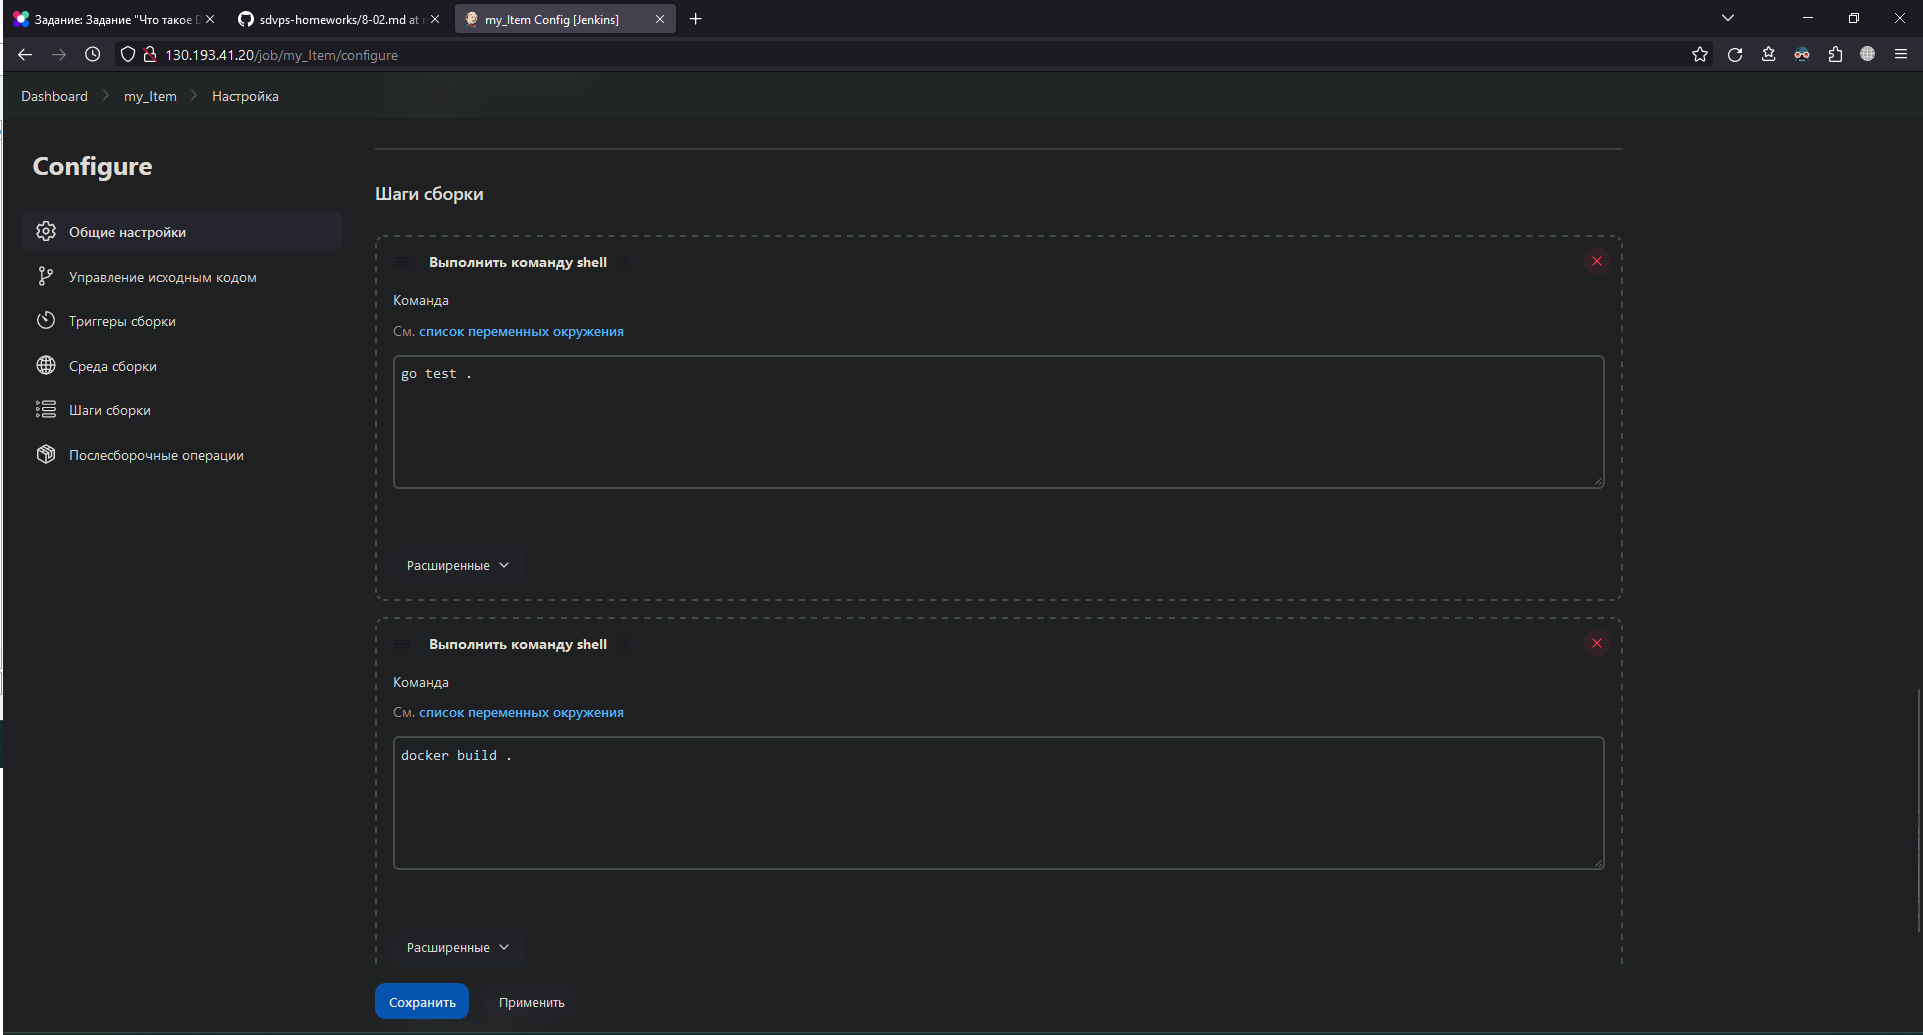 Задание: Задание "Что такое D
sdvps-homeworks/8-02.md at r
my_Item Config [Jenkins]
130.193.41.20/job/my_Item/configure
Dashboard
my_Item
Настройка
Configure
Общие настройки
Управление исходным кодом
Триггеры сборки
Среда сборки
Шаги сборки
Послесборочные операции
Шаги сборки
Выполнить команду shell ?
Команда
См. список переменных окружения
go test .
Расширенные
Выполнить команду shell ?
Команда
См. список переменных окружения
docker build .
Расширенные
Сохранить
Применить